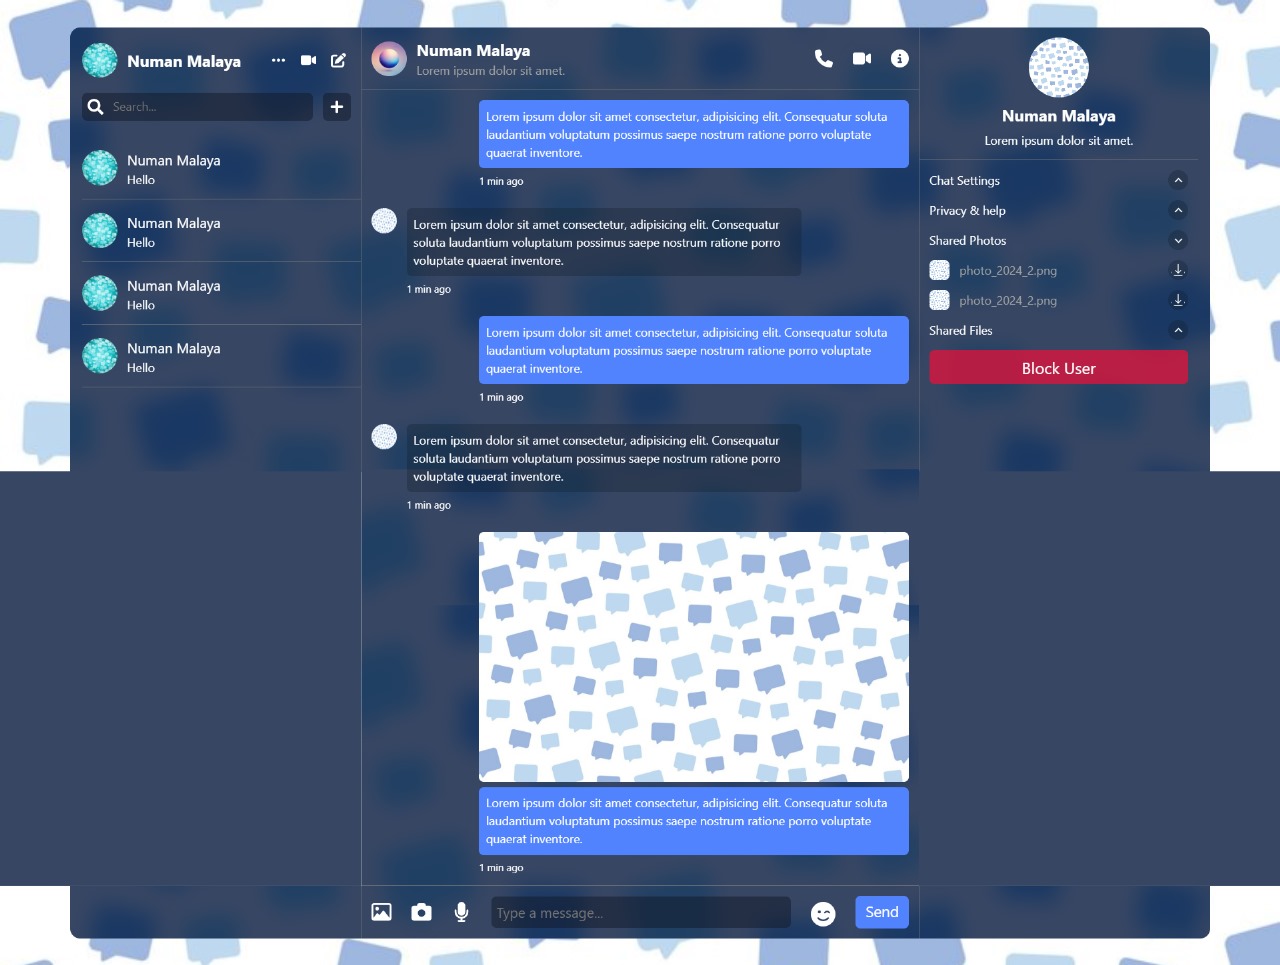 Numan Malaya
Search...
Numan Malaya
Hello
Numan Malaya
Hello
Numan Malaya
Hello
Numan Malaya
Hello
Numan Malaya
Lorem ipsum dolor sit amet.
Lorem ipsum dolor sit amet consectetur, adipisicing elit. Consequatur soluta
laudantium voluptatum possimus saepe nostrum ratione porro voluptate
quaerat inventore.
1 min ago
Lorem ipsum dolor sit amet consectetur, adipisicing elit. Consequatur
soluta laudantium voluptatum possimus saepe nostrum ratione porro
voluptate quaerat inventore.
1 min ago
Lorem ipsum dolor sit amet consectetur, adipisicing elit. Consequatur soluta
laudantium voluptatum possimus saepe nostrum ratione porro voluptate
quaerat inventore.
1 min ago
Lorem ipsum dolor sit amet consectetur, adipisicing elit. Consequatur
soluta laudantium voluptatum possimus saepe nostrum ratione porro
voluptate quaerat inventore.
1 min ago
Lorem ipsum dolor sit amet consectetur, adipisicing elit. Consequatur soluta
laudantium voluptatum possimus saepe nostrum ratione porro voluptate
quaerat inventore.
1 min ago
Type a message...
Send
Numan Malaya
Lorem ipsum dolor sit amet.
Chat Settings
Privacy & help
Shared Photos
photo_2024_2.png
photo_2024_2.png
Shared Files
Block User